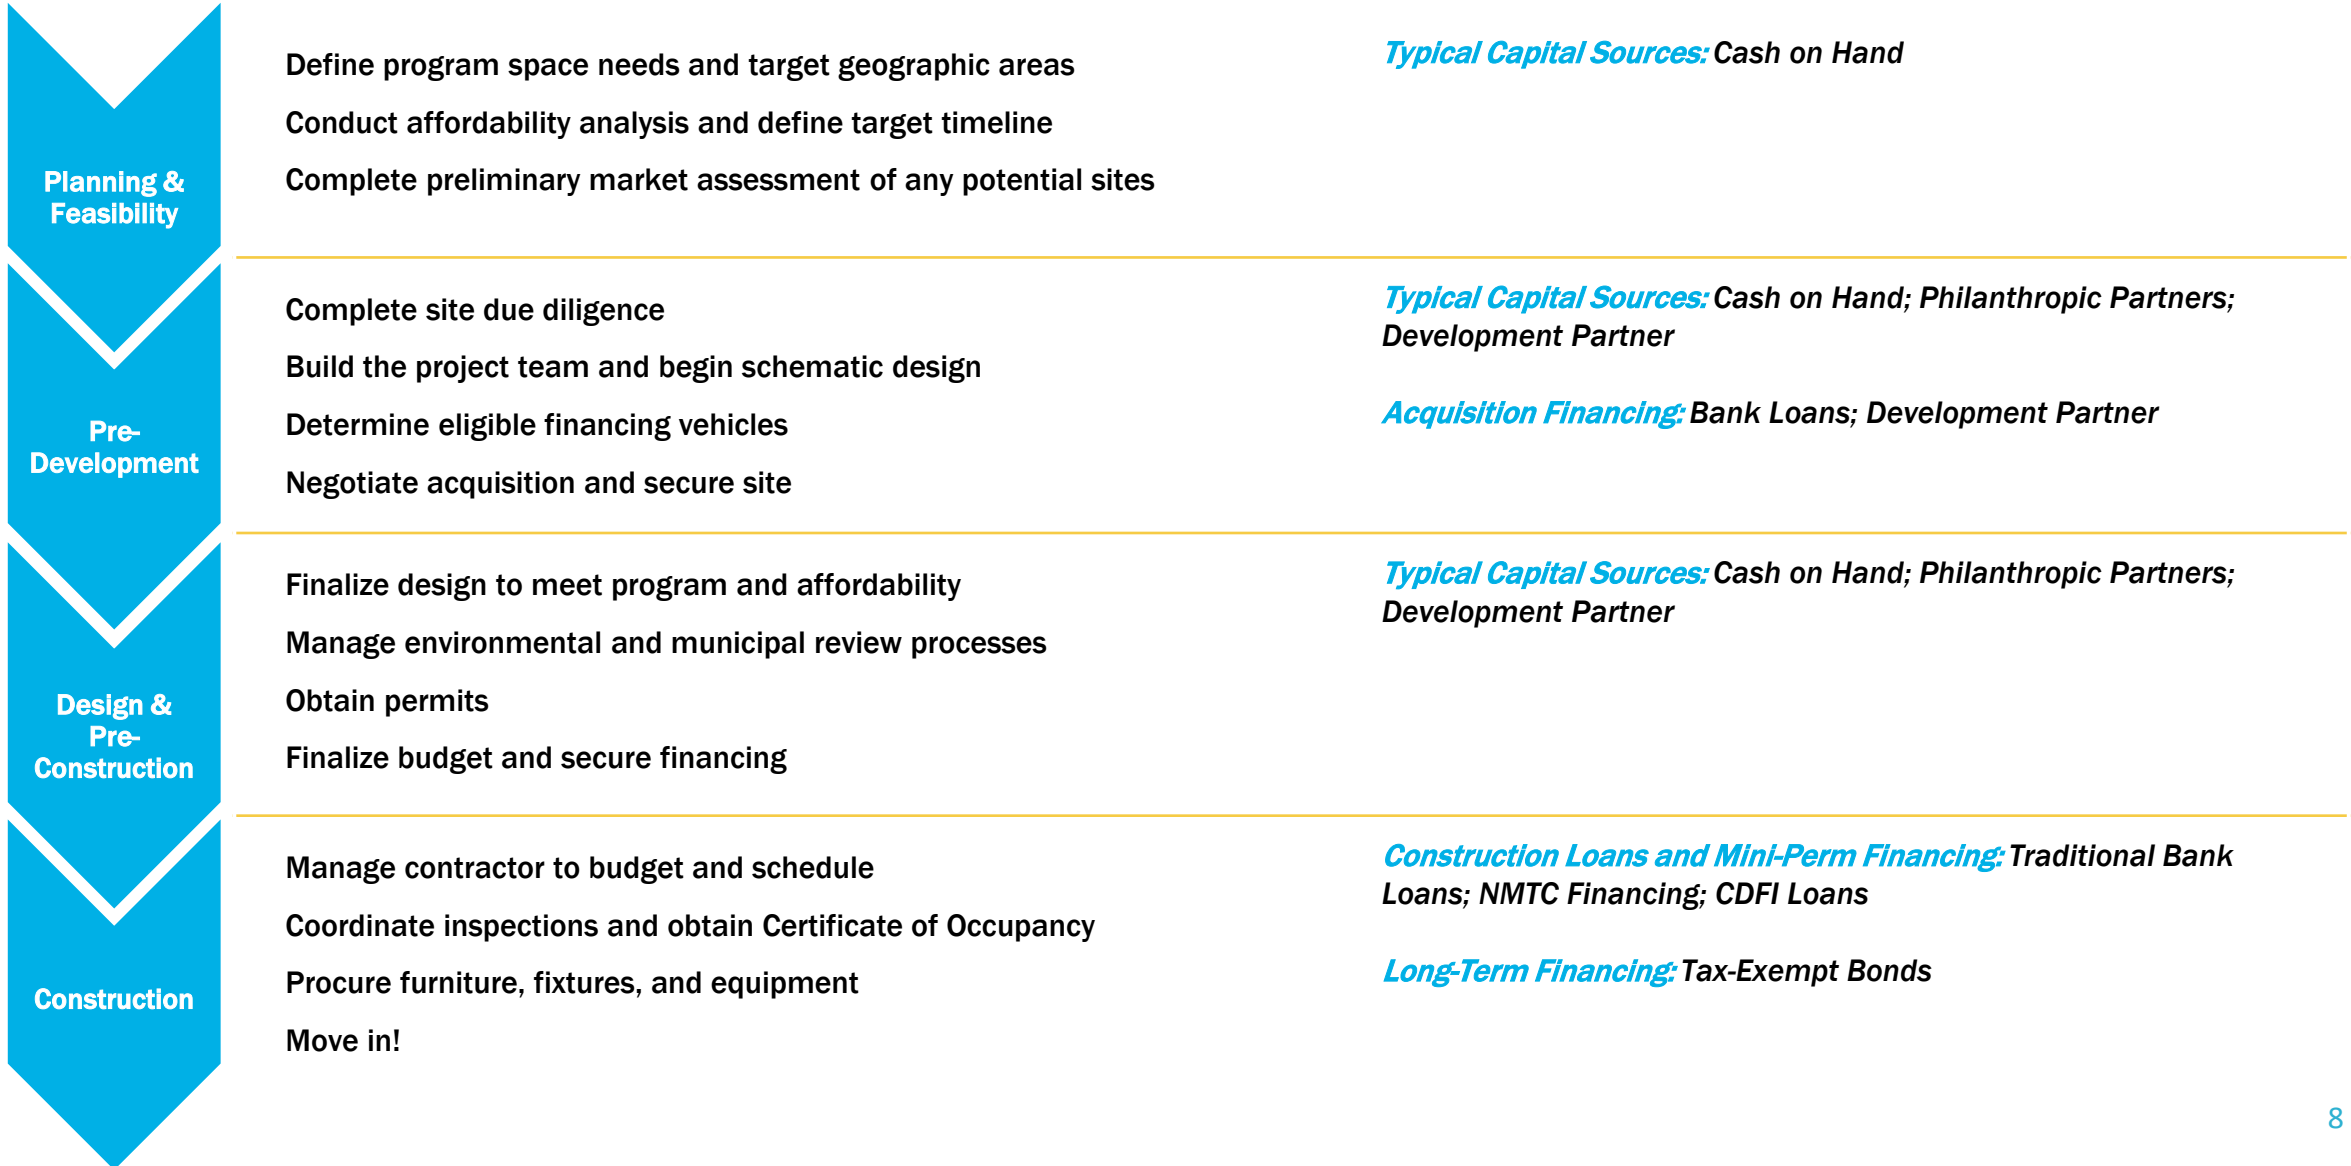 Planning &
Feasibility
Define program space needs and target geographic areas
Conduct affordability analysis and define target timeline
Complete preliminary market assessment of any potential sites
Typical Capital Sources: Cash on Hand
Pre-
Development
Complete site due diligence
Build the project team and begin schematic design
Determine eligible financing vehicles
Negotiate acquisition and secure site
Typical Capital Sources: Cash on Hand; Philanthropic Partners;
Development Partner
Acquisition Financing: Bank Loans; Development Partner
Design &
Pre-
Construction
Finalize design to meet program and affordability
Manage environmental and municipal review processes
Obtain permits
Finalize budget and secure financing
Typical Capital Sources: Cash on Hand; Philanthropic Partners;
Development Partner
Construction
Manage contractor to budget and schedule
Coordinate inspections and obtain Certificate of Occupancy
Procure furniture, fixtures, and equipment
Move in!
Construction Loans and Mini-Perm Financing: Traditional Bank
Loans; NMTC Financing; CDFI Loans
Long-Term Financing: Tax-Exempt Bonds
8